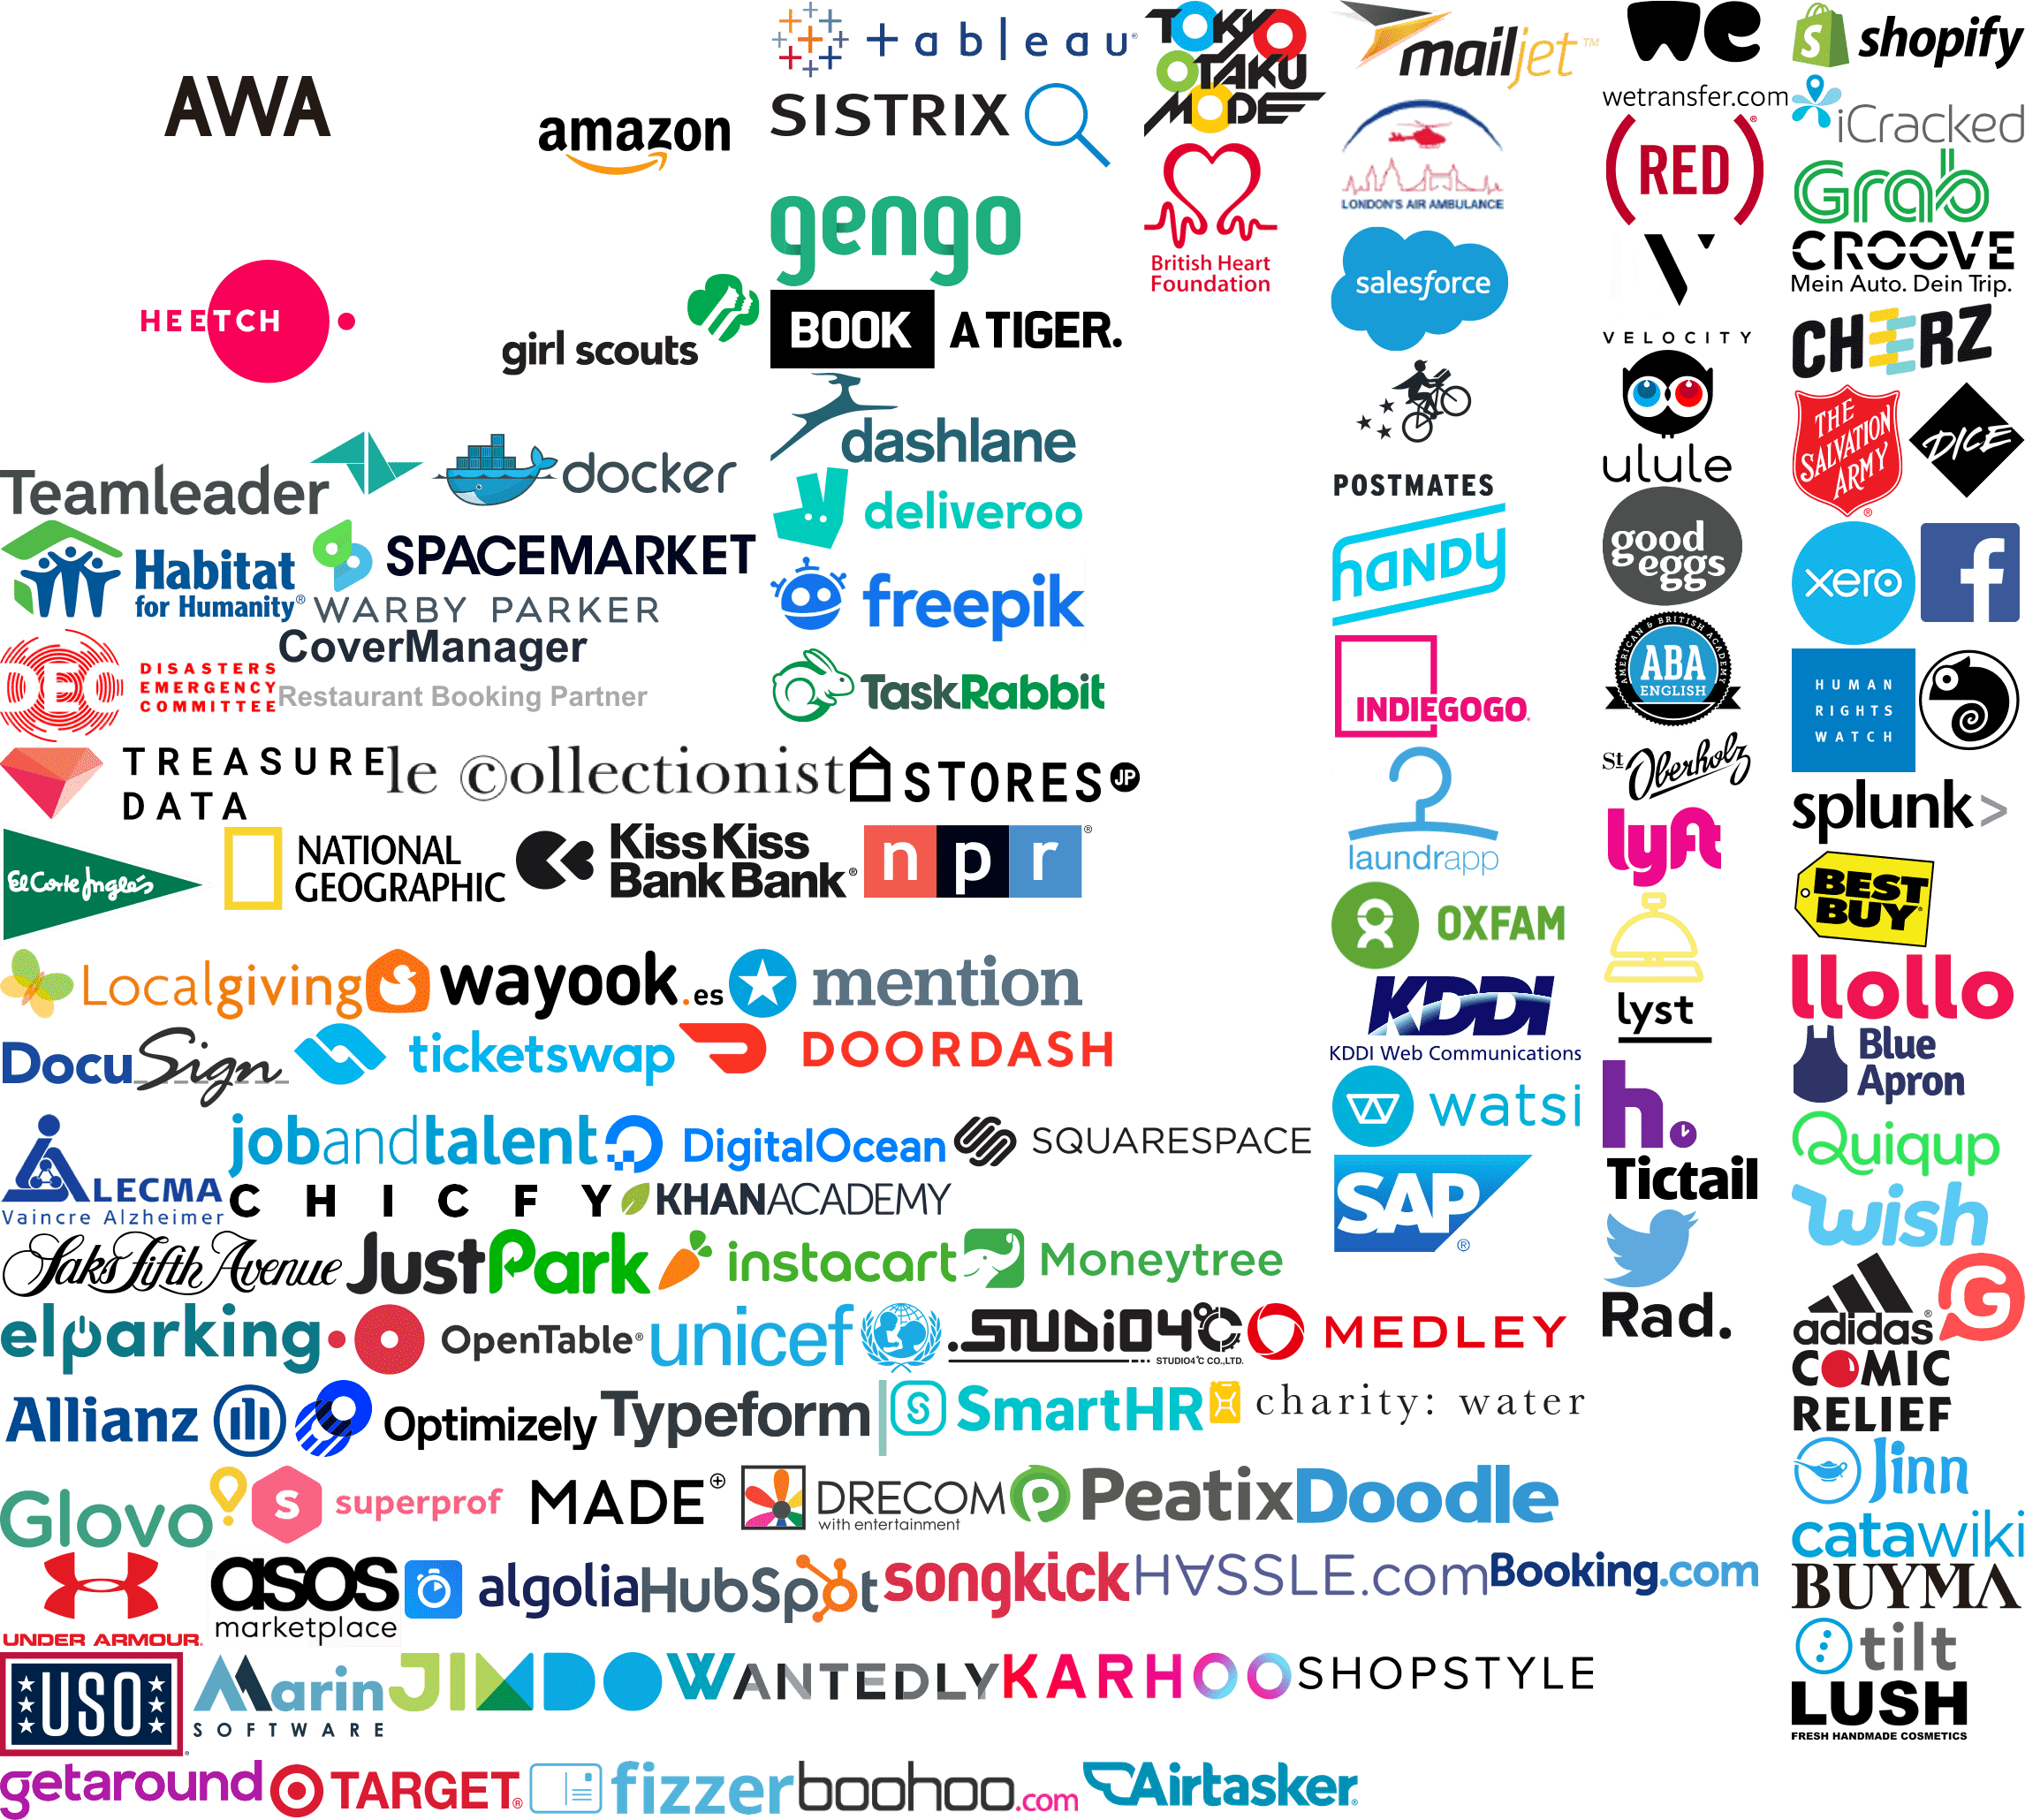 AWA
amazon
HEETCH
girl scouts
Teamleader
docker
Habitat
for Humanity®
SPACEMARKET
WARBY PARKER
DEC
DISASTERS
EMERGENCY
COMMITTEE
CoverManager
Restaurant Booking Partner
+ableau®
SISTRIX
gengo
BOOK A TIGER.
dashlane
deliveroo
freepik
TaskRabbit
TOKYO
OTAKU
MODE
British Heart
Foundation
mailjet™
LONDON'S AIR AMBULANCE
salesforce
POSTMATES
HANDY
INDIEGOGO
laundrapp
OXFAM
KDDI
KDDI Web Communications
watsi
SAP®
we
wetransfer.com
(RED)®
V
VELOCITY
ulule
good
eggs
AMERICAN & BRITISH ACADEMY
ABA
ENGLISH
St Oberholz
lyft
lyst
h.
Tictail
Rad.
shopify
iCracked
Grab
CROOVE
Mein Auto. Dein Trip.
CHEERZ
THE
SALVATION
ARMY®
DICE
xero
f
HUMAN
RIGHTS
WATCH
splunk>
BEST
BUY
llollo
Blue
Apron
Quiqup
wish
adidas®
G
COMIC
RELIEF
Jinn
catawiki
BUYMA
tilt
LUSH
FRESH HANDMADE COSMETICS
TREASURE
DATA
le ©ollectionist
STORES JP
El Corte Inglés
NATIONAL
GEOGRAPHIC
KissKiss
BankBank®
npr®
Localgiving
wayook.es
mention
DocuSign
ticketswap
DOORDASH
LECMA
Vaincre Alzheimer
jobandtalent
DigitalOcean
SQUARESPACE
CHICFY
KHANACADEMY
Saks Fifth Avenue
JustPark
instacart
Moneytree
elparking
OpenTable®
unicef
.STUDIO4°C
STUDIO4°C CO.,LTD.
MEDLEY
Allianz
Optimizely
Typeform
SmartHR
charity: water
Glovo
S superprof
MADE
DRECOM
with entertainment
Peatix
Doodle
UNDER ARMOUR.
asos
marketplace
algolia
HubSpot
songkick
HASSLE.com
Booking.com
USO
Marin
SOFTWARE
JIMDO
WANTEDLY
KARHOO
SHOPSTYLE
getaround
TARGET®
fizzer
boohoo.com
Airtasker